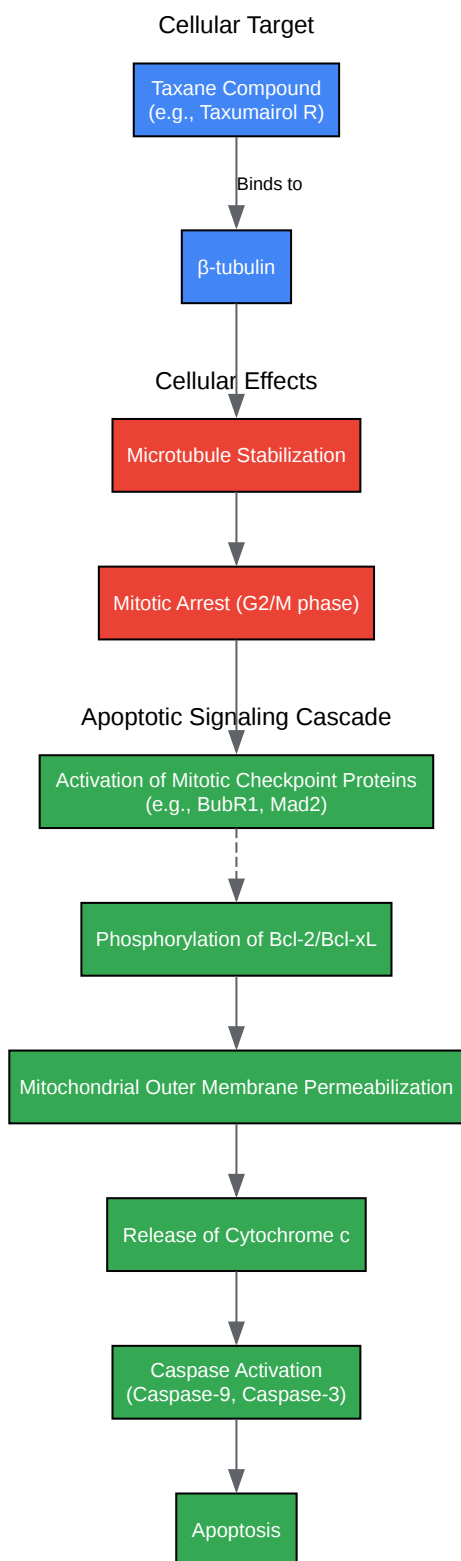 Cellular Target
Taxane Compound
(e.g., Taxumairol R)
Binds to
β-tubulin
Cellular Effects
Microtubule Stabilization
Mitotic Arrest (G2/M phase)
Apoptotic Signaling Cascade
Activation of Mitotic Checkpoint Proteins
(e.g., BubR1, Mad2)
Phosphorylation of Bcl-2/Bcl-xL
Mitochondrial Outer Membrane Permeabilization
Release of Cytochrome c
Caspase Activation
(Caspase-9, Caspase-3)
Apoptosis